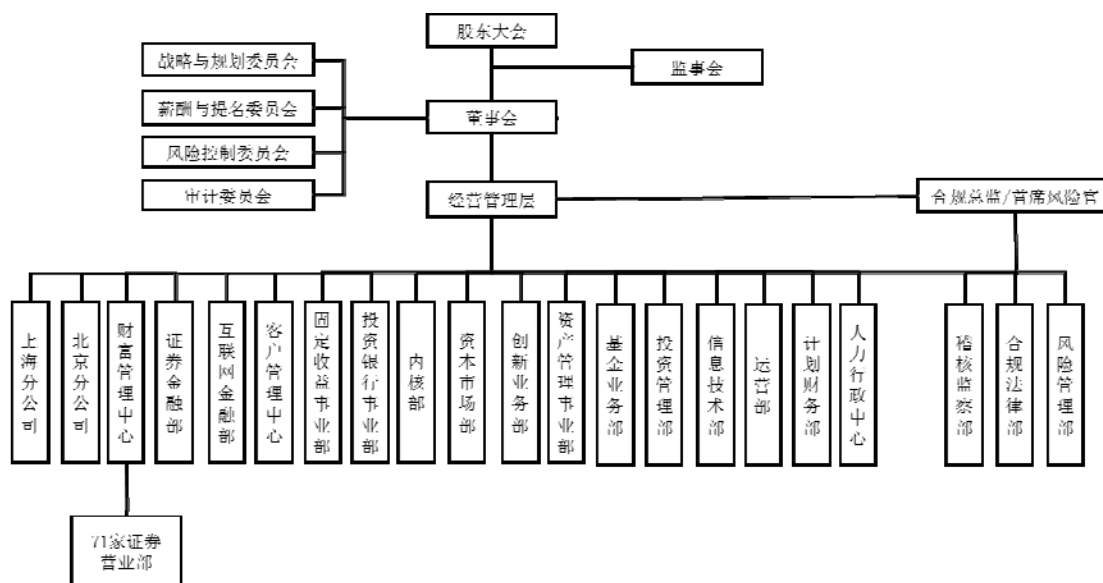 股东大会
战略与规划委员会
监事会
薪酬与提名委员会
董事会
风险控制委员会
审计委员会
经营管理层
合规总监/首席风险官
上海分公司
北京分公司
财富管理中心
证券金融部
互联网金融部
客户管理中心
固定收益事业部
投资银行事业部
内核部
资本市场部
创新业务部
资产管理事业部
基金业务部
投资管理部
信息技术部
运营部
计划财务部
人力行政中心
稽核监察部
合规法律部
风险管理部
71家证券
营业部